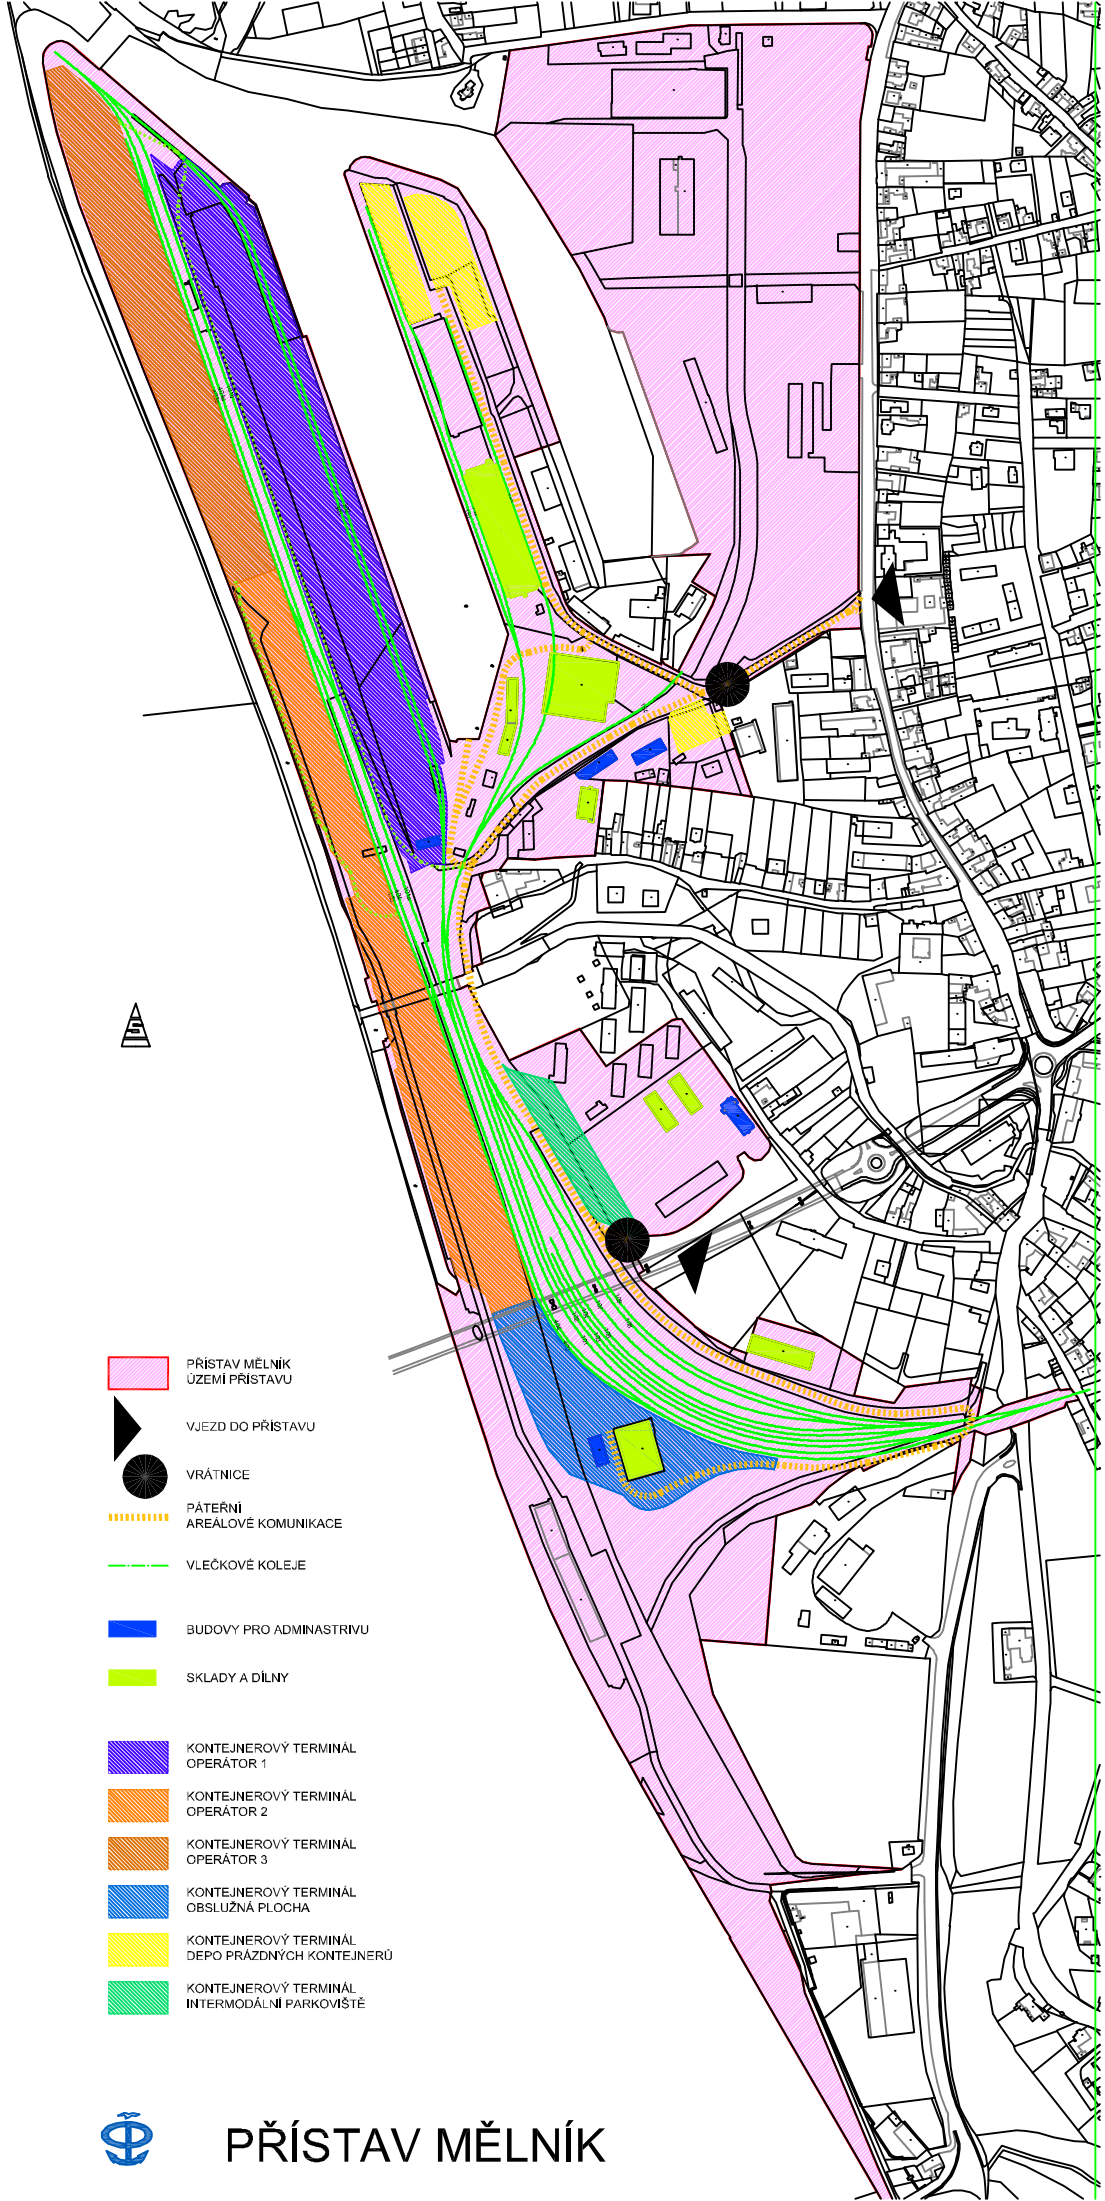 S
PŘÍSTAV MĚLNÍK
ÚZEMÍ PŘÍSTAVU
VJEZD DO PŘÍSTAVU
VRÁTNICE
PÁTEŘNÍ
AREÁLOVÉ KOMUNIKACE
VLEČKOVÉ KOLEJE
BUDOVY PRO ADMINASTRIVU
SKLADY A DÍLNY
KONTEJNEROVÝ TERMINÁL
OPERÁTOR 1
KONTEJNEROVÝ TERMINÁL
OPERÁTOR 2
KONTEJNEROVÝ TERMINÁL
OPERÁTOR 3
KONTEJNEROVÝ TERMINÁL
OBSLUŽNÁ PLOCHA
KONTEJNEROVÝ TERMINÁL
DEPO PRÁZDNÝCH KONTEJNERŮ
KONTEJNEROVÝ TERMINÁL
INTERMODÁLNÍ PARKOVIŠTĚ
PŘÍSTAV MĚLNÍK